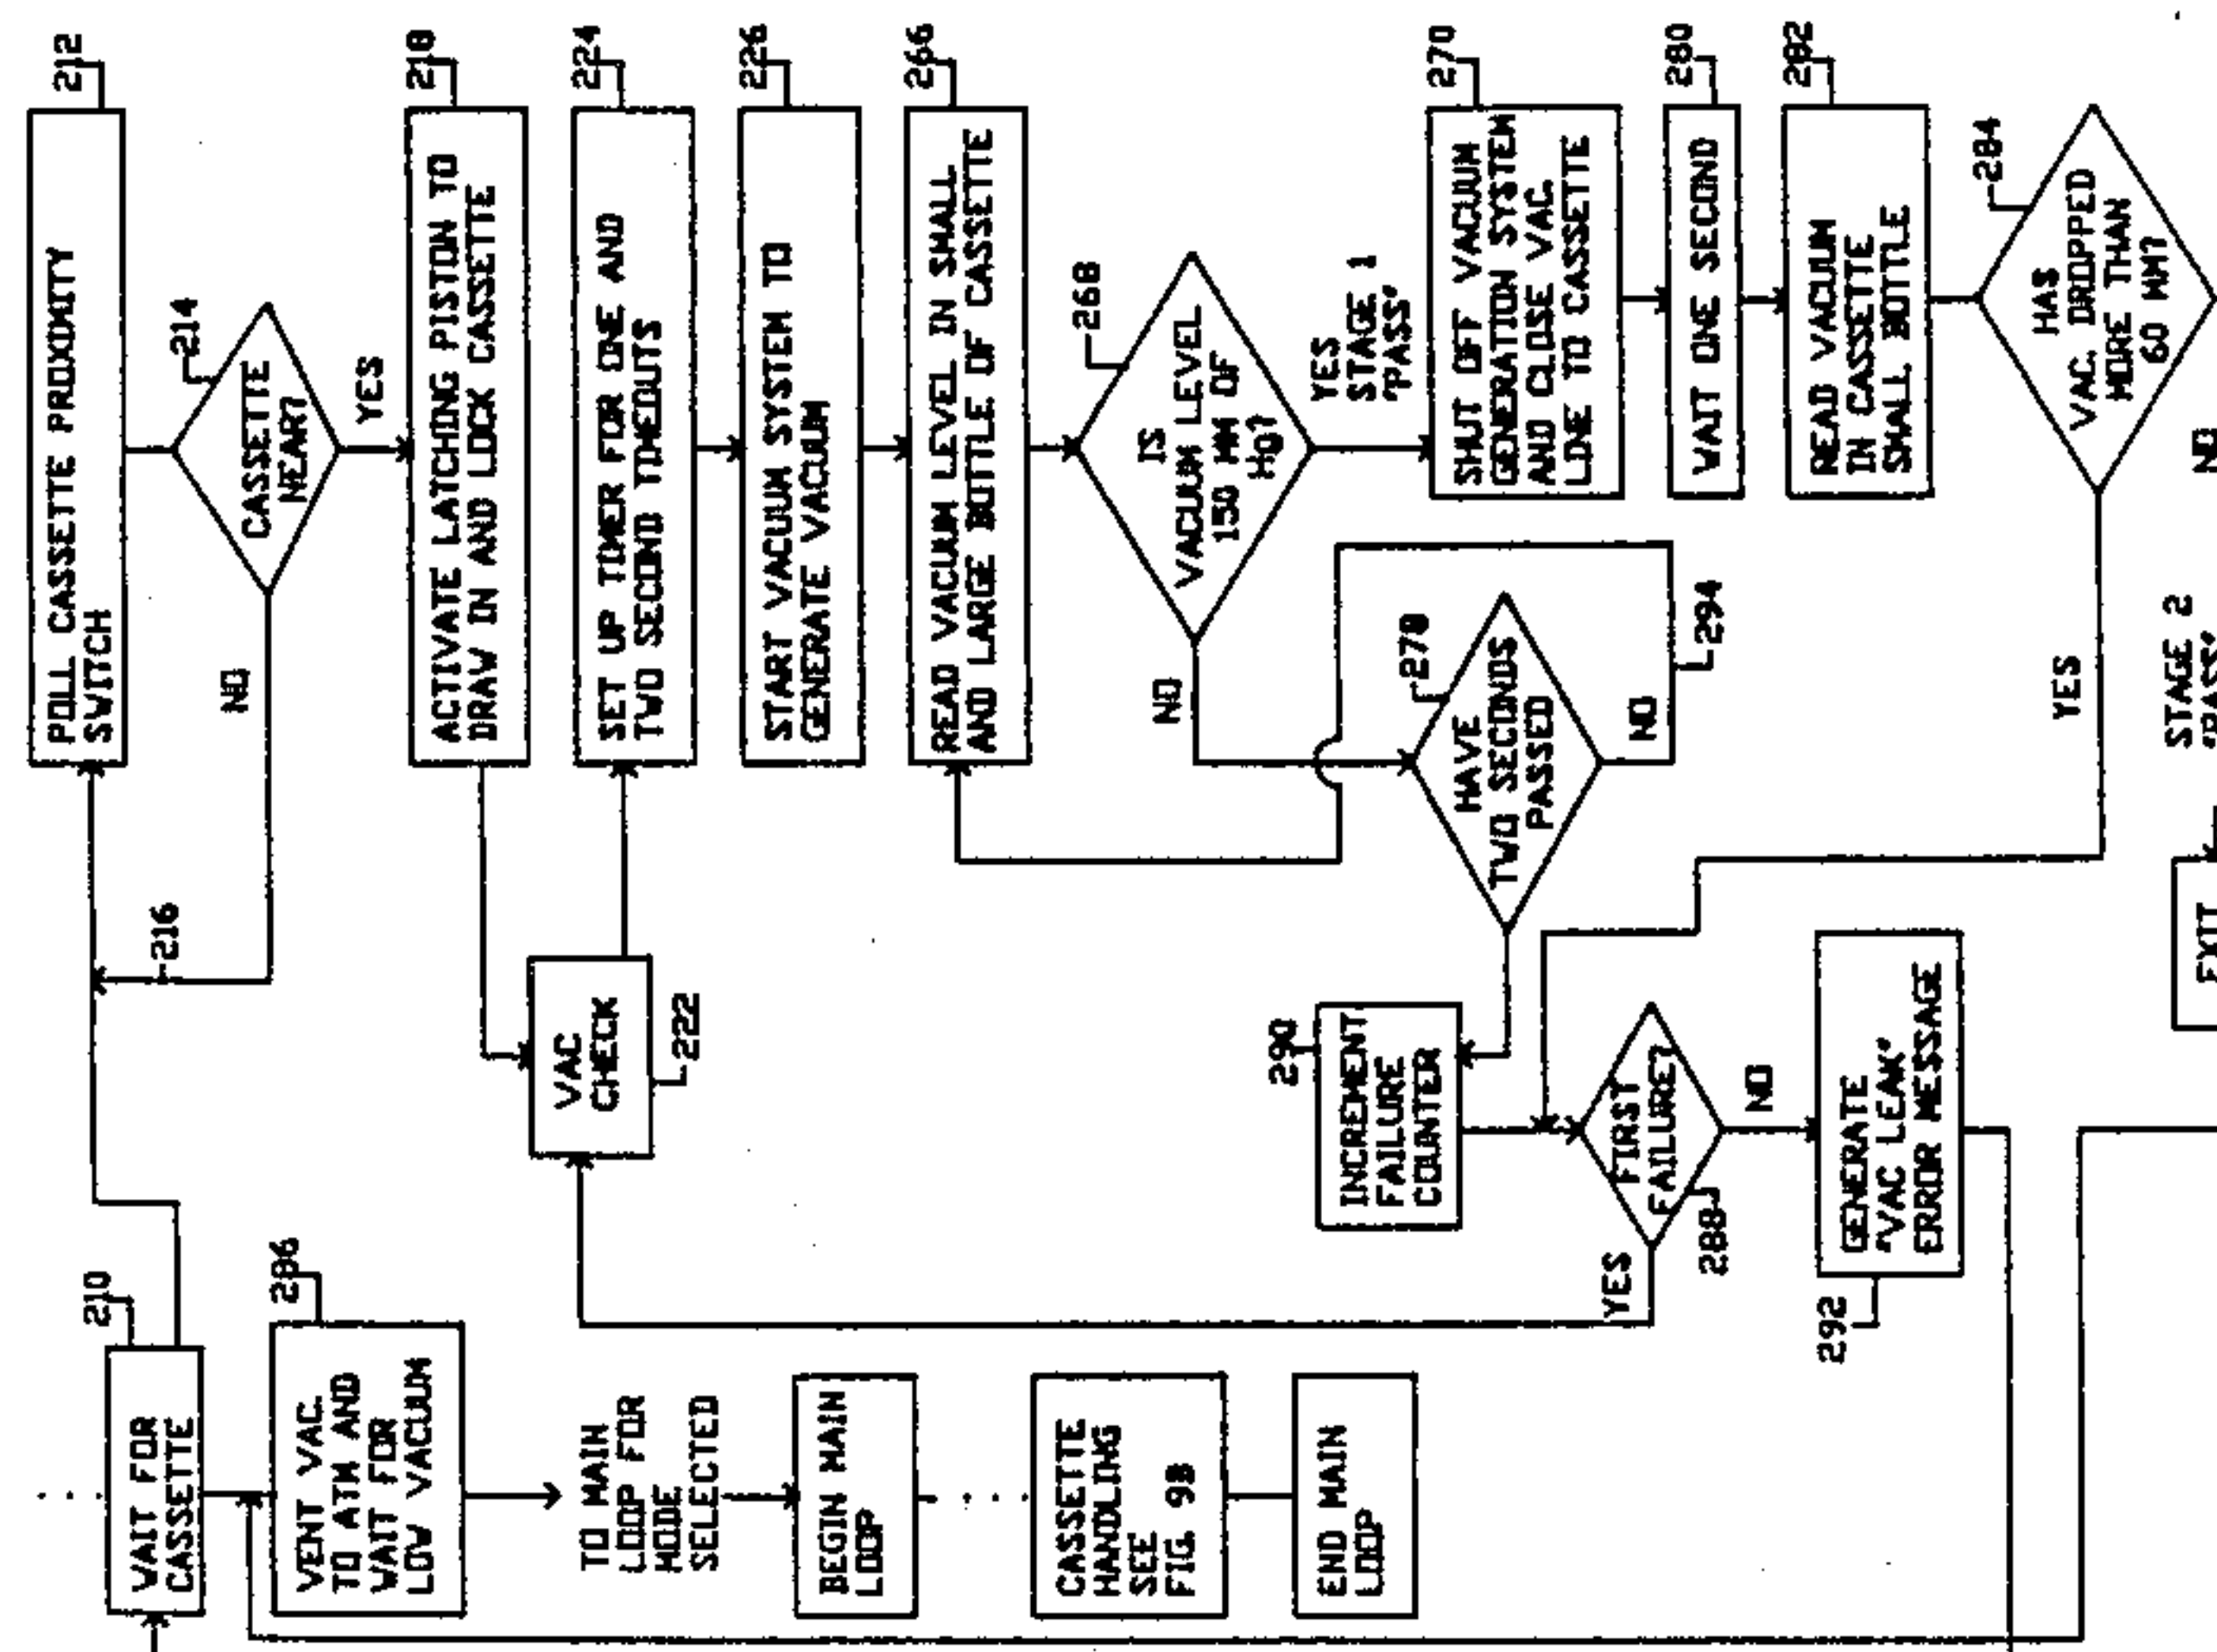 210
WAIT FOR
CASSETTE
286
VENT VAC.
TO ATM AND
WAIT FOR
LOW VACUUM
TO MAIN
LOOP FOR
MODE
SELECTED
BEGIN MAIN
LOOP
CASSETTE
HANDLING
SEE
FIG. 9B
END MAIN
LOOP
212
POLL CASSETTE PROXIMITY
SWITCH
214
CASSETTE
NEAR?
NO
YES
216
218
ACTIVATE LATCHING PISTON TO
DRAW IN AND LOCK CASSETTE
VAC
CHECK
222
224
SET UP TIMER FOR ONE AND
TWO SECOND TIMEOUTS
226
START VACUUM SYSTEM TO
GENERATE VACUUM
266
READ VACUUM LEVEL IN SMALL
AND LARGE BOTTLE OF CASSETTE
268
IS
VACUUM LEVEL
150 MM OF
HG?
NO
YES
STAGE 1
"PASS"
278
HAVE
TWO SECONDS
PASSED
NO
294
290
INCREMENT
FAILURE
COUNTER
FIRST
FAILURE?
288
YES
NO
292
GENERATE
"VAC LEAK"
ERROR MESSAGE
270
SHUT OFF VACUUM
GENERATION SYSTEM
AND CLOSE VAC.
LINE TO CASSETTE
280
WAIT ONE SECOND
282
READ VACUUM
IN CASSETTE
SMALL BOTTLE
284
HAS
VAC. DROPPED
MORE THAN
60 MM?
YES
NO
STAGE 2
"PASS"
EXIT